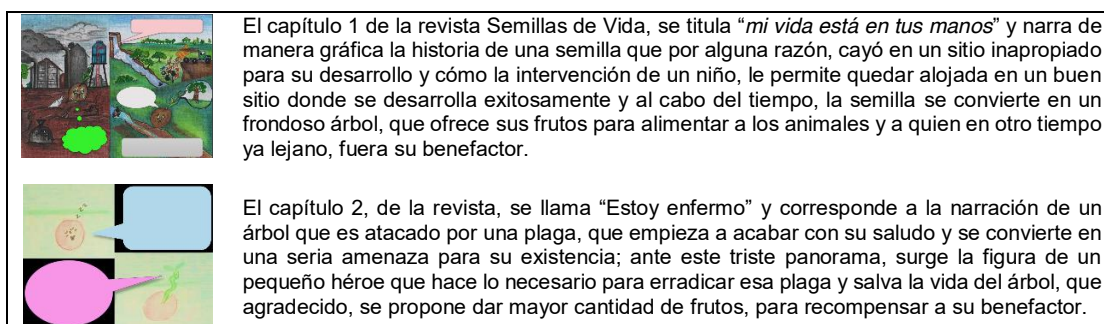 El capítulo 1 de la revista Semillas de Vida, se titula “mi vida está en tus manos” y narra de
manera gráfica la historia de una semilla que por alguna razón, cayó en un sitio inapropiado
para su desarrollo y cómo la intervención de un niño, le permite quedar alojada en un buen
sitio donde se desarrolla exitosamente y al cabo del tiempo, la semilla se convierte en un
frondoso árbol, que ofrece sus frutos para alimentar a los animales y a quien en otro tiempo
ya lejano, fuera su benefactor.
El capítulo 2, de la revista, se llama “Estoy enfermo” y corresponde a la narración de un
árbol que es atacado por una plaga, que empieza a acabar con su saludo y se convierte en
una seria amenaza para su existencia; ante este triste panorama, surge la figura de un
pequeño héroe que hace lo necesario para erradicar esa plaga y salva la vida del árbol, que
agradecido, se propone dar mayor cantidad de frutos, para recompensar a su benefactor.